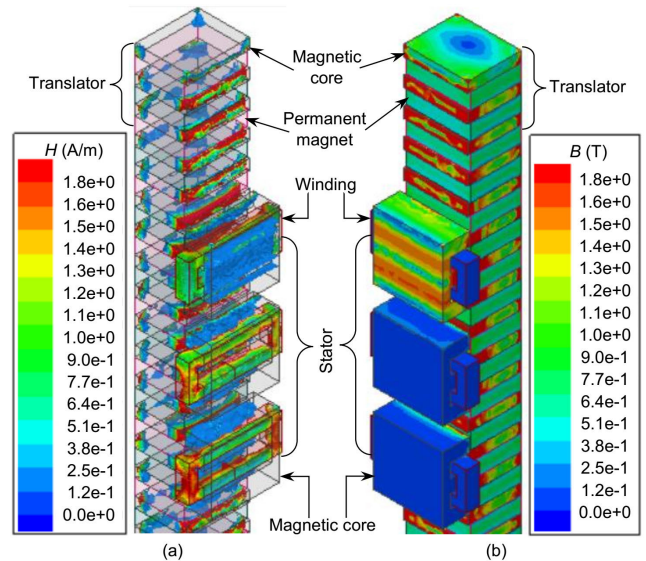 Magnetic
core
Translator
Translator
Permanent
magnet
H (A/m)
1.8e+0
1.6e+0
1.5e+0
1.4e+0
1.3e+0
1.2e+0
1.1e+0
1.0e+0
9.0e-1
7.7e-1
6.4e-1
5.1e-1
3.8e-1
2.5e-1
1.2e-1
0.0e+0
B (T)
1.8e+0
1.6e+0
1.5e+0
1.4e+0
1.3e+0
1.2e+0
1.1e+0
1.0e+0
9.0e-1
7.7e-1
6.4e-1
5.1e-1
3.8e-1
2.5e-1
1.2e-1
0.0e+0
Winding
Stator
Magnetic core
(a)
(b)